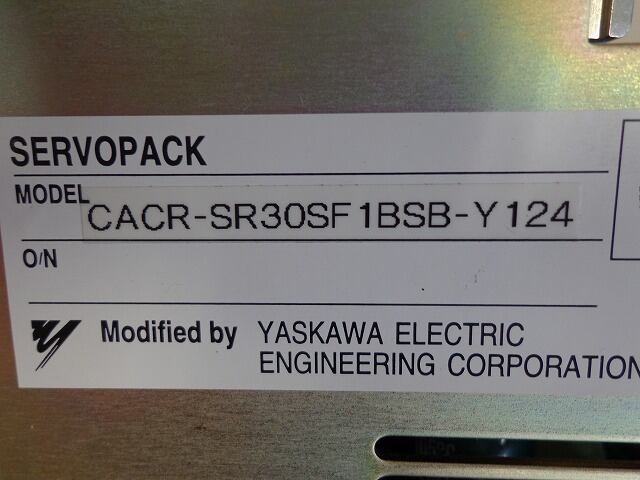 SERVOPACK
MODEL CACR-SR30SF1BSB-Y124
O/N
Modified by YASKAWA ELECTRIC
ENGINEERING CORPORATION